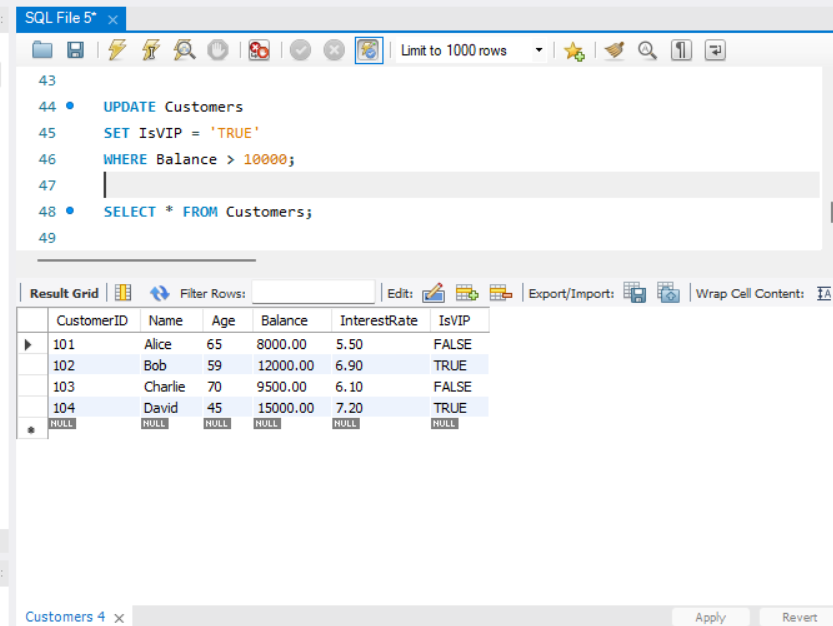 SQL File 5*
Limit to 1000 rows
43
44 UPDATE Customers
45 SET IsVIP = 'TRUE'
46 WHERE Balance > 10000;
47
48 SELECT * FROM Customers;
49
Result Grid Filter Rows: Edit: Export/Import: Wrap Cell Content:
CustomerID Name Age Balance InterestRate IsVIP
101 Alice 65 8000.00 5.50 FALSE
102 Bob 59 12000.00 6.90 TRUE
103 Charlie 70 9500.00 6.10 FALSE
104 David 45 15000.00 7.20 TRUE
NULL NULL NULL NULL NULL NULL
Customers 4 Apply Revert